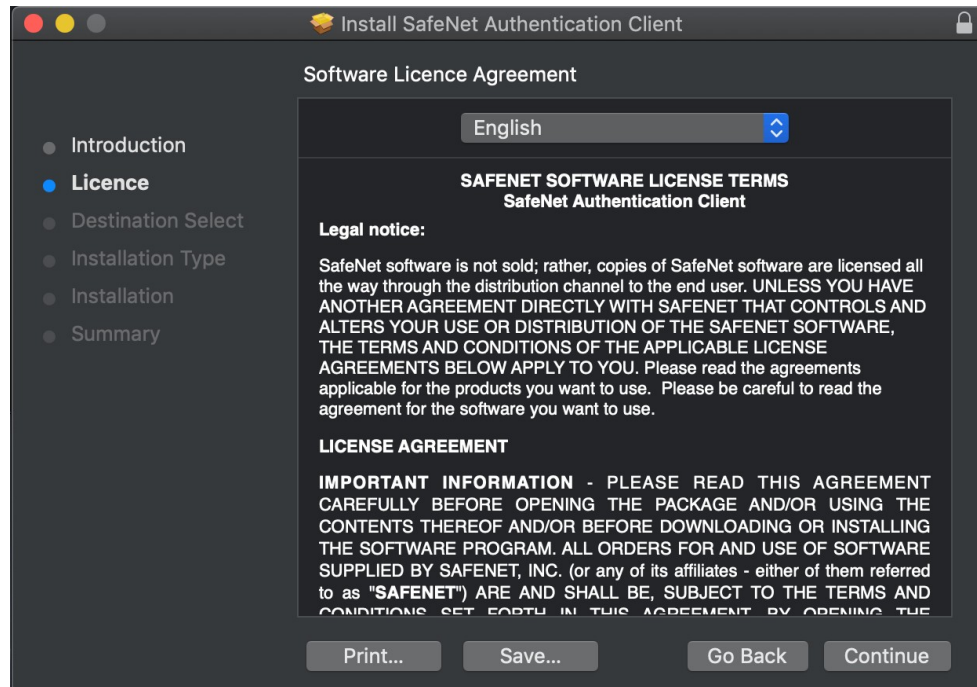 Install SafeNet Authentication Client
Software Licence Agreement
Introduction
Licence
Destination Select
Installation Type
Installation
Summary
English
SAFENET SOFTWARE LICENSE TERMS
SafeNet Authentication Client
Legal notice:
SafeNet software is not sold; rather, copies of SafeNet software are licensed all
the way through the distribution channel to the end user. UNLESS YOU HAVE
ANOTHER AGREEMENT DIRECTLY WITH SAFENET THAT CONTROLS AND
ALTERS YOUR USE OR DISTRIBUTION OF THE SAFENET SOFTWARE,
THE TERMS AND CONDITIONS OF THE APPLICABLE LICENSE
AGREEMENTS BELOW APPLY TO YOU. Please read the agreements
applicable for the products you want to use.  Please be careful to read the
agreement for the software you want to use.
LICENSE AGREEMENT
IMPORTANT INFORMATION - PLEASE READ THIS AGREEMENT
CAREFULLY BEFORE OPENING THE PACKAGE AND/OR USING THE
CONTENTS THEREOF AND/OR BEFORE DOWNLOADING OR INSTALLING
THE SOFTWARE PROGRAM. ALL ORDERS FOR AND USE OF SOFTWARE
SUPPLIED BY SAFENET, INC. (or any of its affiliates - either of them referred
to as "SAFENET") ARE AND SHALL BE, SUBJECT TO THE TERMS AND
CONDITIONS SET FORTH IN THIS AGREEMENT. BY OPENING THE
Print...
Save...
Go Back
Continue